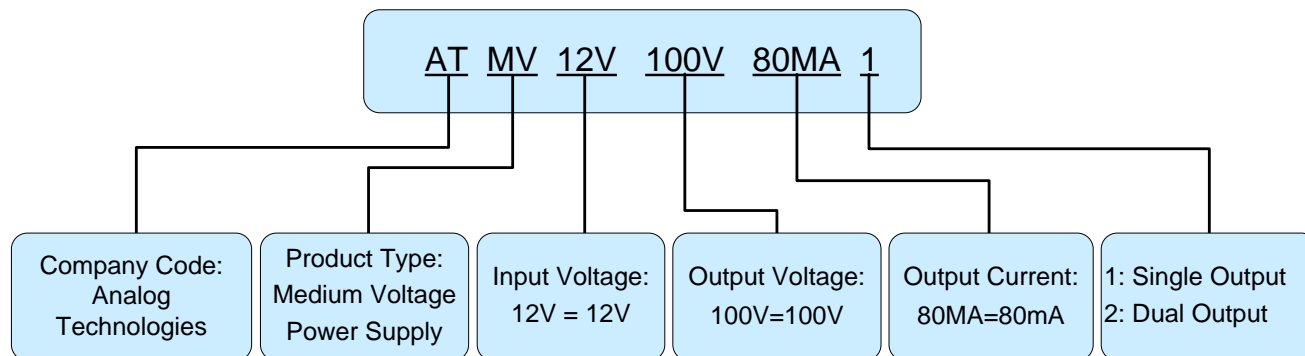 AT MV 12V 100V 80MA 1
Company Code:
Analog
Technologies
Product Type:
Medium Voltage
Power Supply
Input Voltage:
12V = 12V
Output Voltage:
100V=100V
Output Current:
80MA=80mA
1: Single Output
2: Dual Output